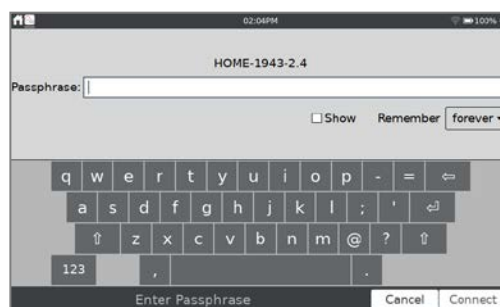 02:04PM 100%
HOME-1943-2.4
Passphrase:
Show Remember forever
q w e r t y u i o p - =
a s d f g h j k l ; '
z x c v b n m @ ?
123 , .
Enter Passphrase Cancel Connect